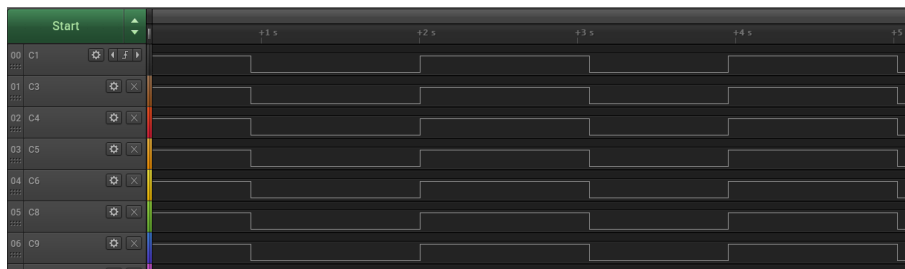 Start
+1 s +2 s +3 s +4 s +5
00 C1
01 C3
02 C4
03 C5
04 C6
05 C8
06 C9